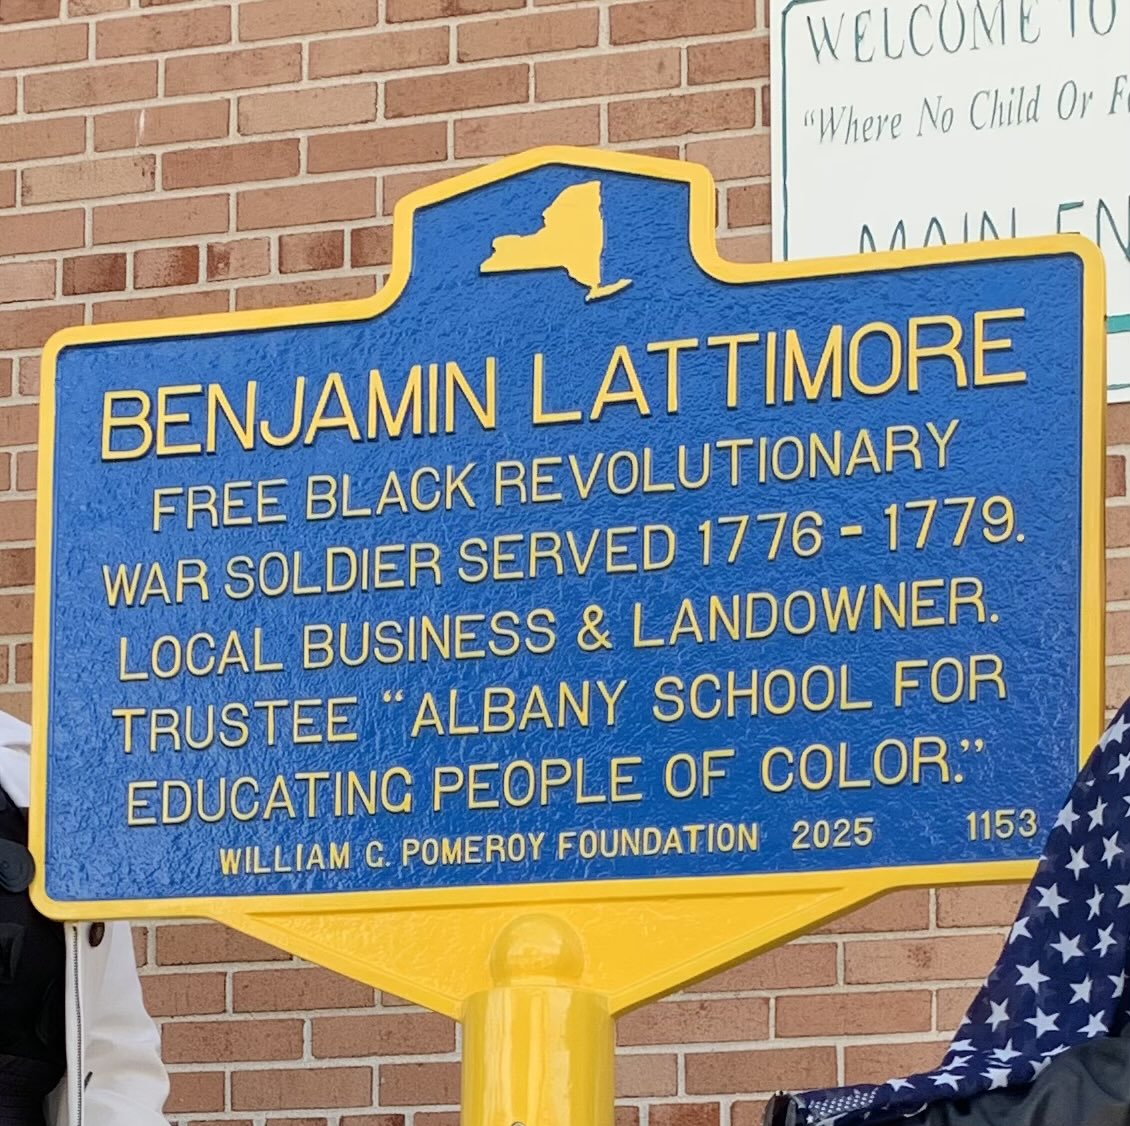 WELCOME TO
"Where No Child Or
MAIN
BENJAMIN LATTIMORE
FREE BLACK REVOLUTIONARY
WAR SOLDIER SERVED 1776 - 1779.
LOCAL BUSINESS & LANDOWNER.
TRUSTEE "ALBANY SCHOOL FOR
EDUCATING PEOPLE OF COLOR."
WILLIAM G. POMEROY FOUNDATION 2025 1153